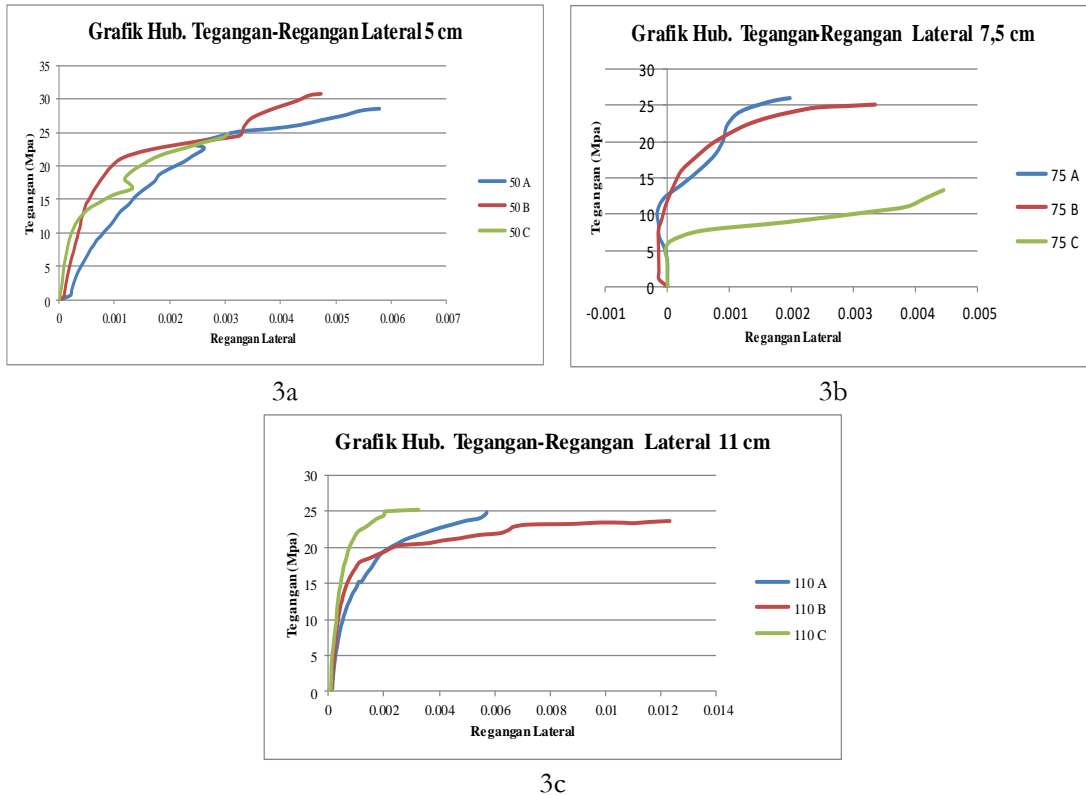 Grafik Hub. Tegangan-Regangan Lateral 5 cm
Tegangan (Mpa)
35
30
25
20
15
10
5
0
0 0.001 0.002 0.003 0.004 0.005 0.006 0.007
Regangan Lateral
50 A
50 B
50 C
3a
Grafik Hub. Tegangan-Regangan Lateral 7,5 cm
Tegangan (Mpa)
30
25
20
15
10
5
0
-0.001 0 0.001 0.002 0.003 0.004 0.005
Regangan Lateral
75 A
75 B
75 C
3b
Grafik Hub. Tegangan-Regangan Lateral 11 cm
Tegangan (Mpa)
30
25
20
15
10
5
0
0 0.002 0.004 0.006 0.008 0.01 0.012 0.014
Regangan Lateral
110 A
110 B
110 C
3c